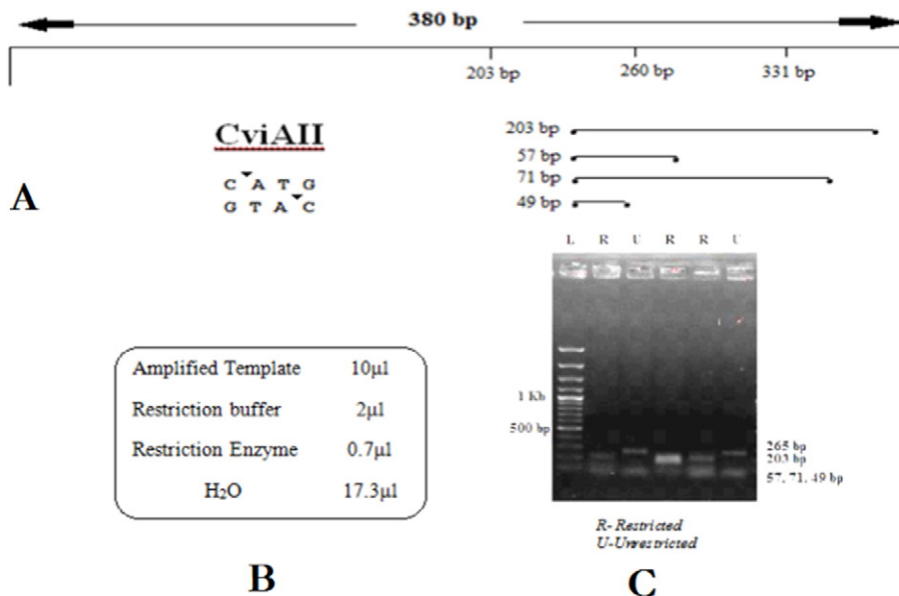 380 bp
203 bp 260 bp 331 bp
CviAII
C A T G
G T A C
A
203 bp
57 bp
71 bp
49 bp
L R U R R U
1 Kb
500 bp
265 bp
203 bp
57, 71, 49 bp
R- Restricted
U-Unrestricted
Amplified Template 10µl
Restriction buffer 2µl
Restriction Enzyme 0.7µl
H₂O 17.3µl
B
C